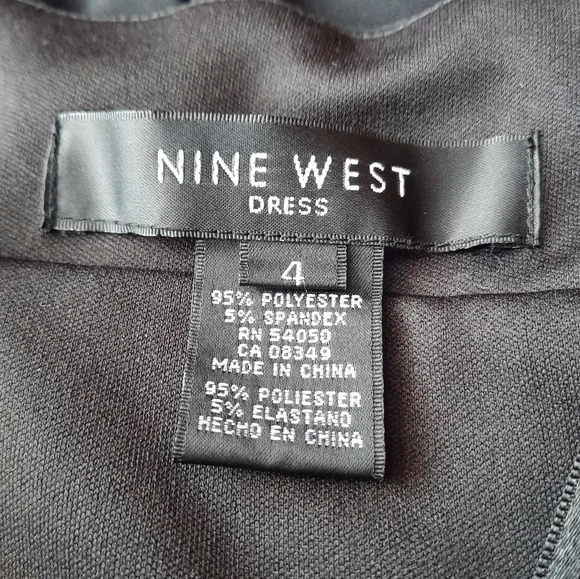 NINE WEST
DRESS
4
95% POLYESTER
5% SPANDEX
RN 54050
CA 08349
MADE IN CHINA
95% POLIESTER
5% ELASTANO
HECHO EN CHINA